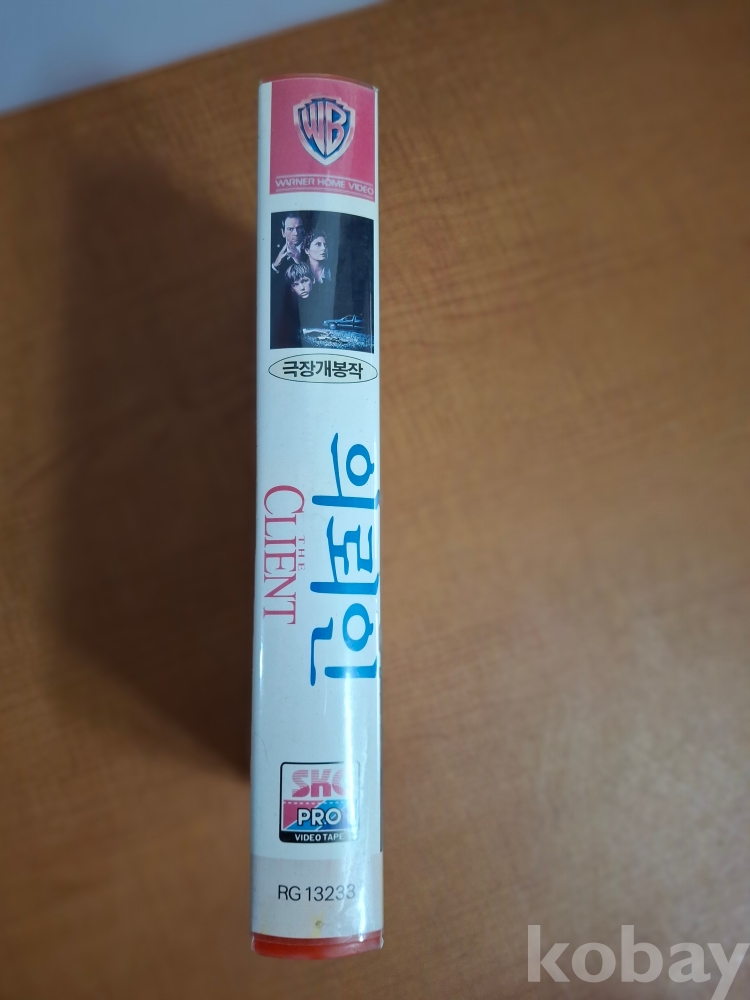 WB
WARNER HOME VIDEO
극장개봉작
의뢰인
THE
CLIENT
SKC
PRO
VIDEO TAPE
RG 13233
kobay